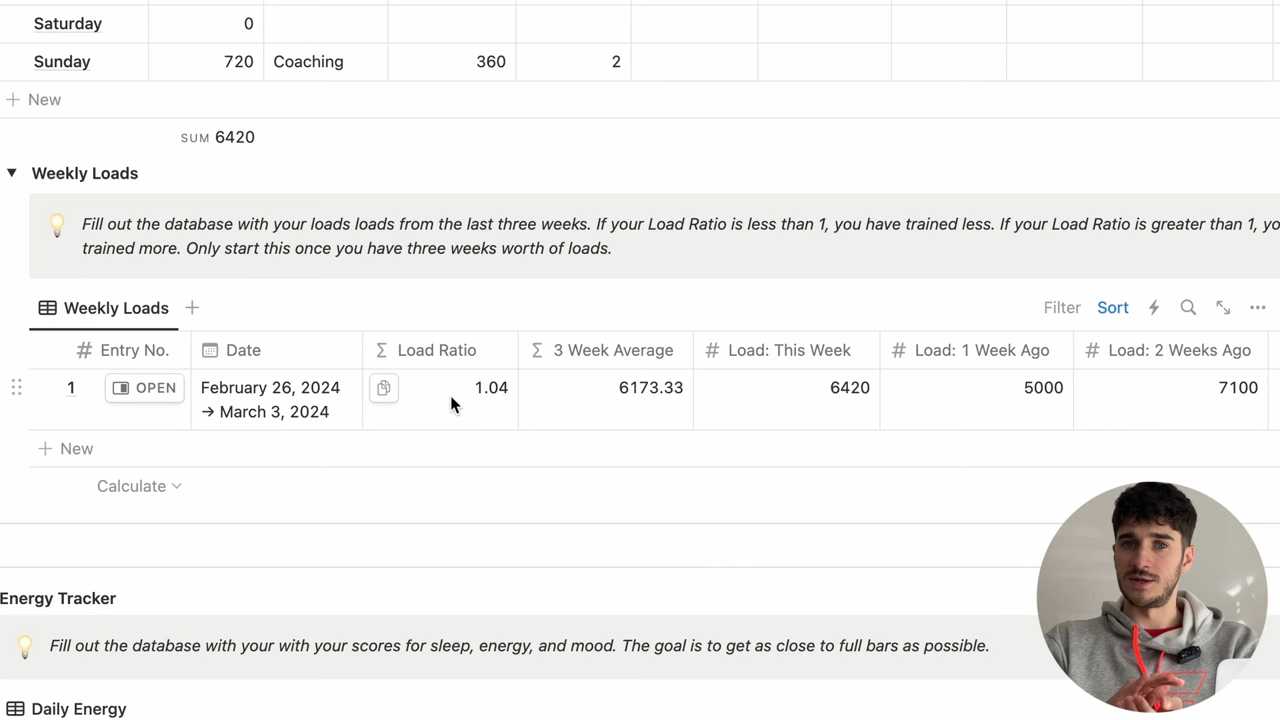 Saturday 0
Sunday 720 Coaching 360 2
+ New
SUM 6420
Weekly Loads
Fill out the database with your loads loads from the last three weeks. If your Load Ratio is less than 1, you have trained less. If your Load Ratio is greater than 1, yo
trained more. Only start this once you have three weeks worth of loads.
Weekly Loads +
Filter Sort
# Entry No. Date Σ Load Ratio Σ 3 Week Average # Load: This Week # Load: 1 Week Ago # Load: 2 Weeks Ago
1 OPEN February 26, 2024 1.04 6173.33 6420 5000 7100
→ March 3, 2024
+ New
Calculate
Energy Tracker
Fill out the database with your with your scores for sleep, energy, and mood. The goal is to get as close to full bars as possible.
Daily Energy